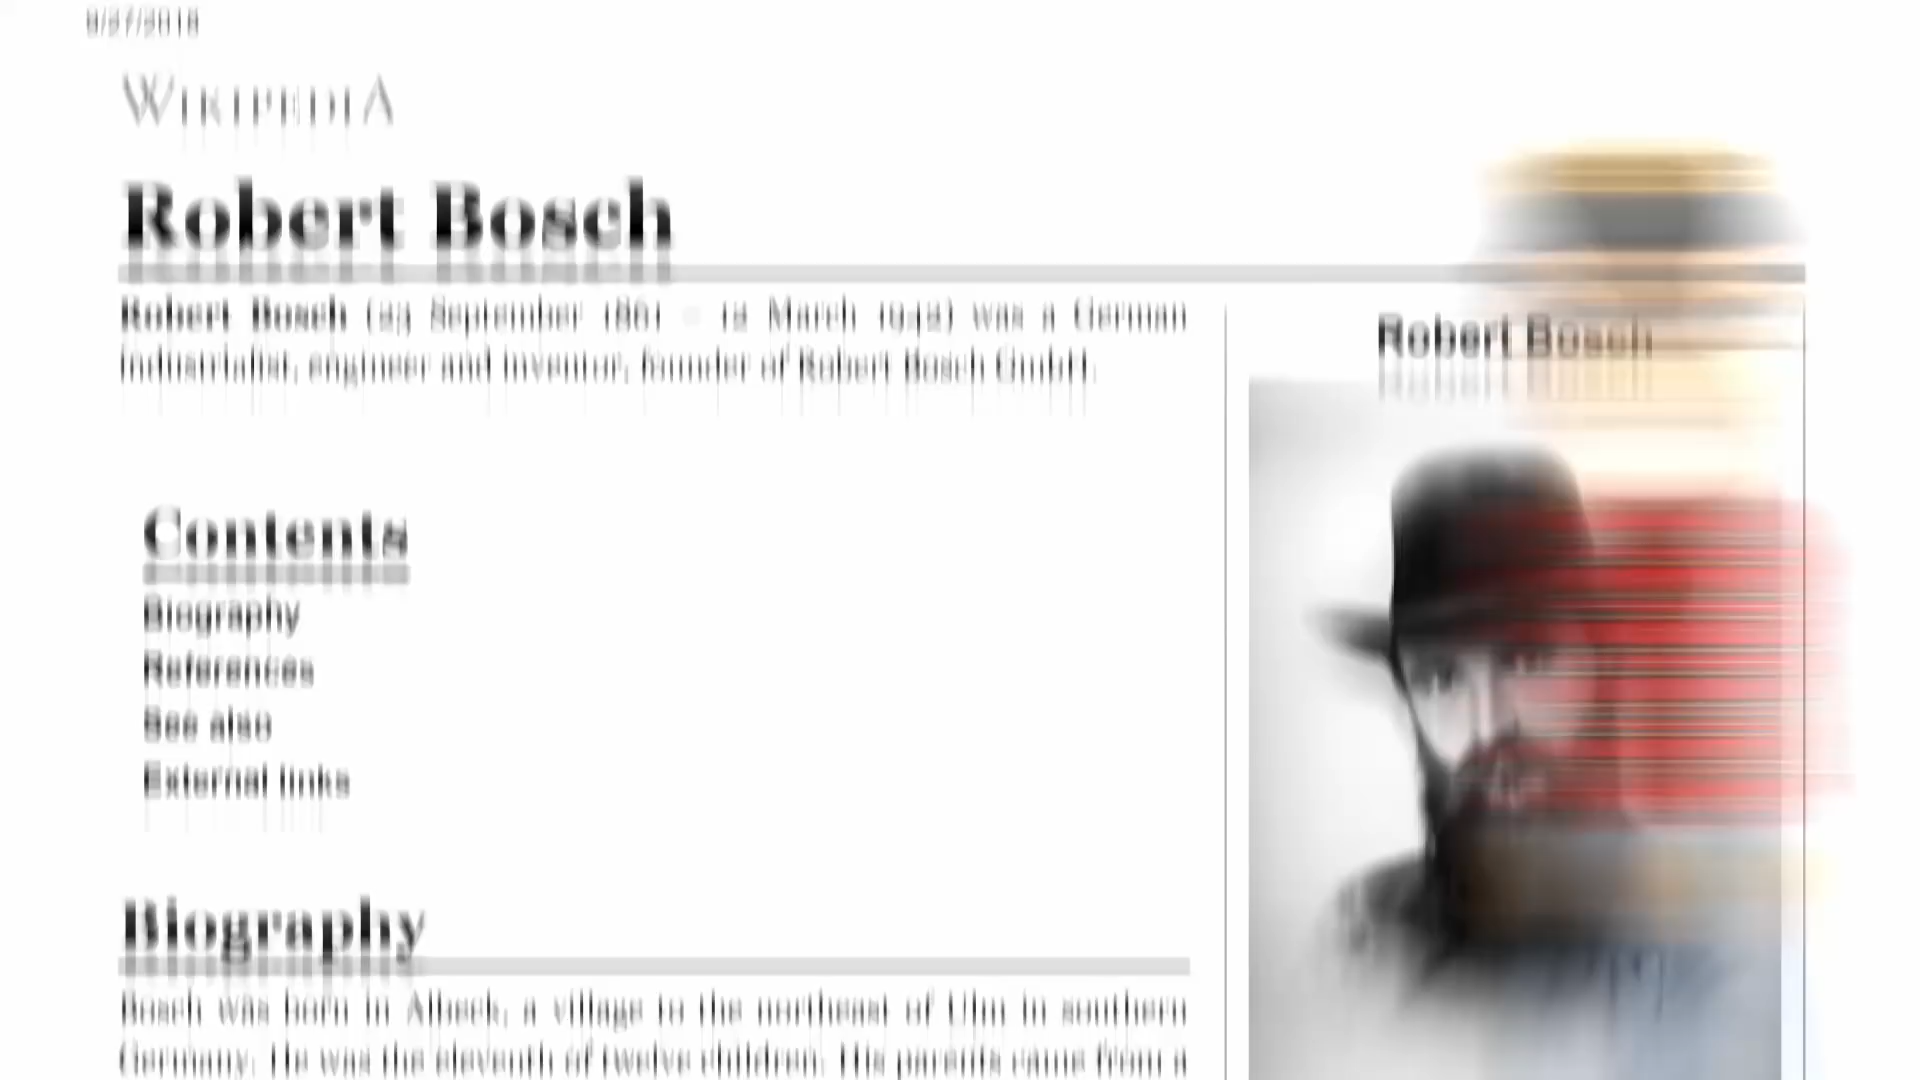 9/27/2018
WIKIPEDIA
Robert Bosch
Robert Bosch (23 September 1861 – 12 March 1942) was a German
industrialist, engineer and inventor, founder of Robert Bosch GmbH.
Robert Bosch
Contents
Biography
References
See also
External links
Biography
Bosch was born in Albeck, a village to the northeast of Ulm in southern
Germany. He was the eleventh of twelve children. His parents came from a